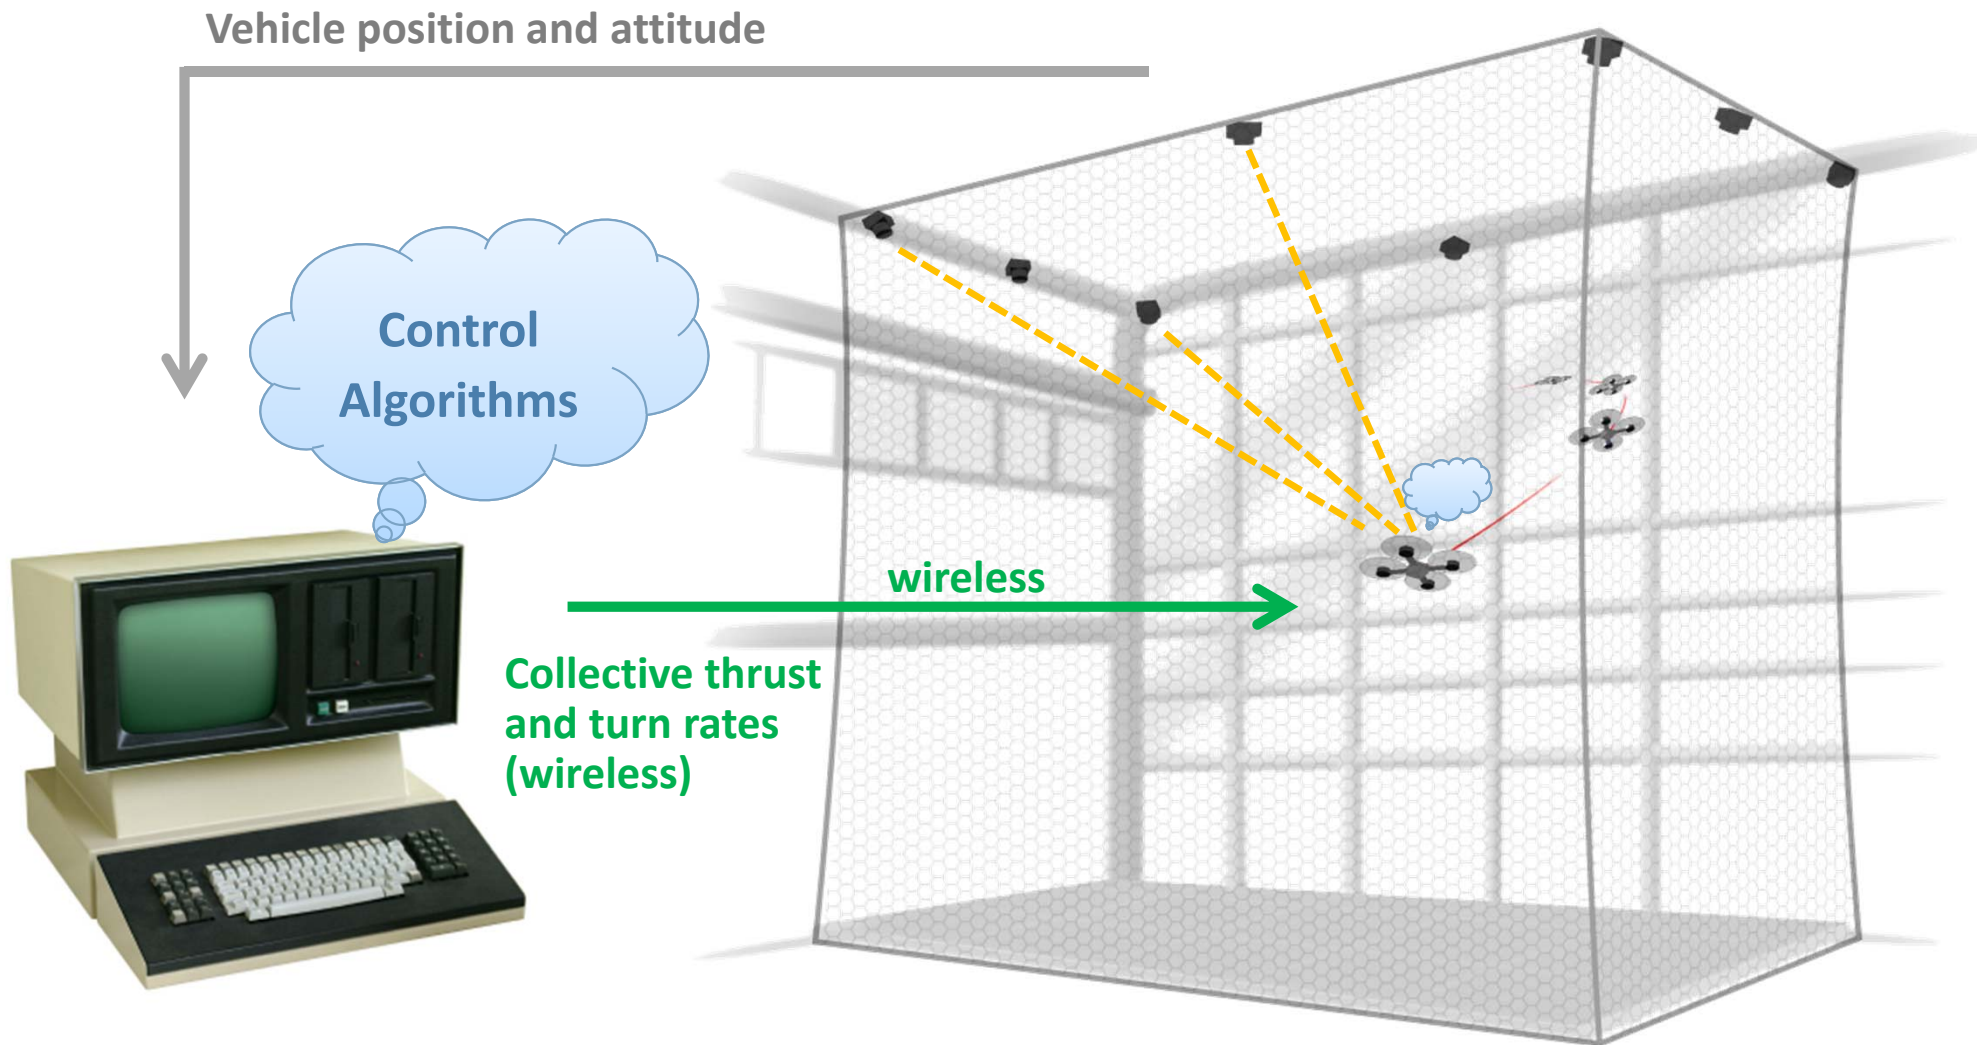 Vehicle position and attitude
Control
Algorithms
wireless
Collective thrust
and turn rates
(wireless)